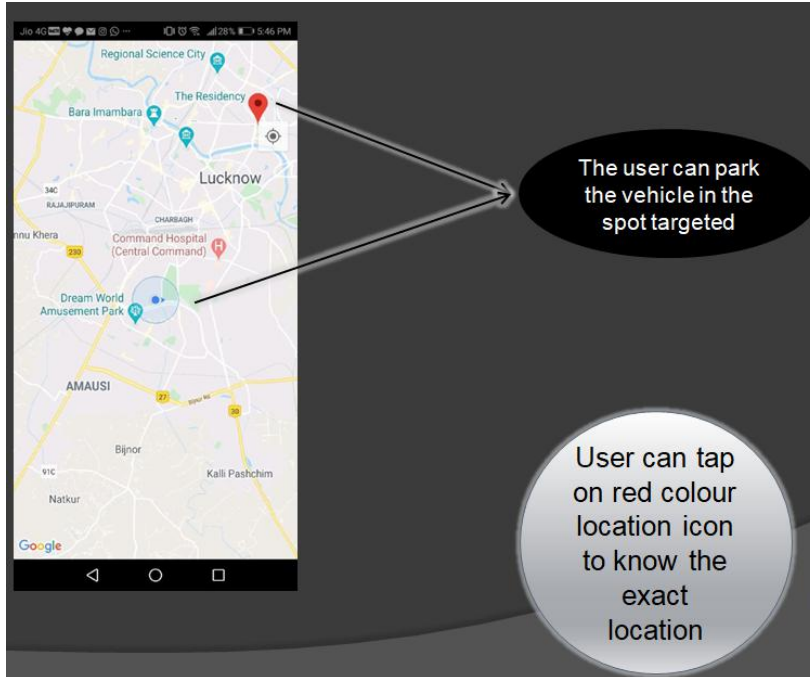 Jio 4G
28% 5:46 PM
Regional Science City
The Residency
Bara Imambara
Lucknow
34C
RAJAJIPURAM
CHARBAGH
nnu Khera
Command Hospital
(Central Command)
H
230
Dream World
Amusement Park
AMAUSI
27
30
Bijnor
91C
Kalli Pashchim
Natkur
Google
The user can park
the vehicle in the
spot targeted
User can tap
on red colour
location icon
to know the
exact
location